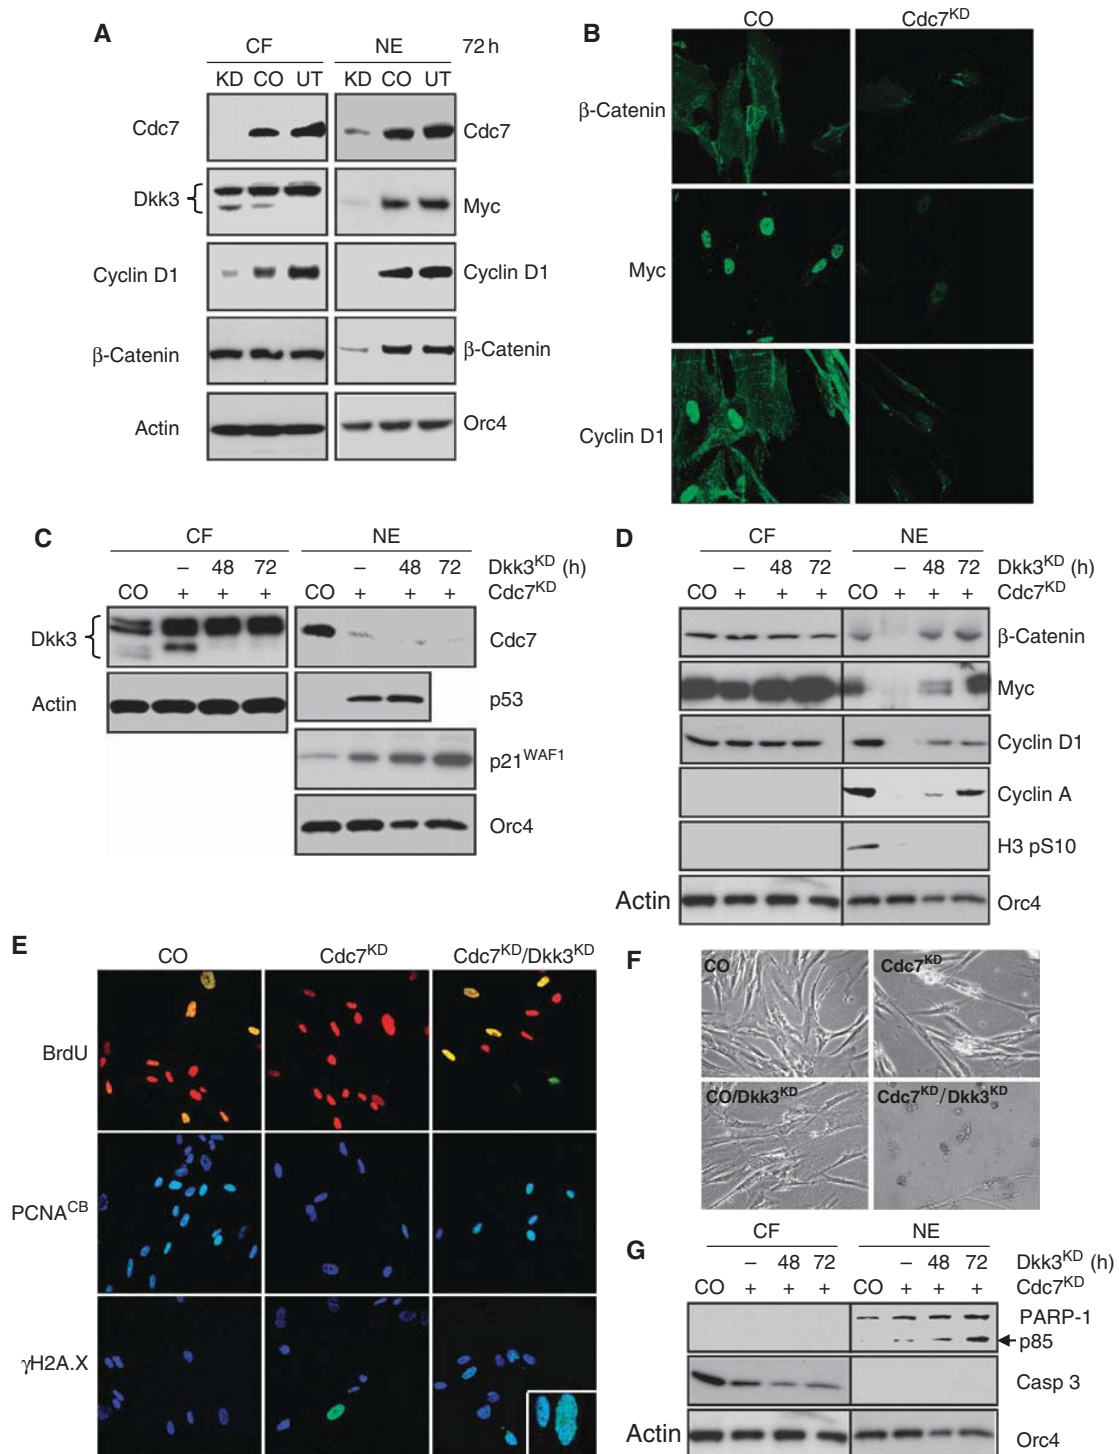 A
CF NE 72 h
KD CO UT KD CO UT
Cdc7 Cdc7
Dkk3 Myc
Cyclin D1 Cyclin D1
β-Catenin β-Catenin
Actin Orc4
B
CO Cdc7KD
β-Catenin
Myc
Cyclin D1
C
CF NE
– 48 72 – 48 72 Dkk3KD (h)
CO + + + CO + + + Cdc7KD
Dkk3 Cdc7
Actin p53
p21WAF1
Orc4
D
CF NE
– 48 72 – 48 72 Dkk3KD (h)
CO + + + CO + + + Cdc7KD
β-Catenin
Myc
Cyclin D1
Cyclin A
H3 pS10
Actin Orc4
E
CO Cdc7KD Cdc7KD/Dkk3KD
BrdU
PCNACB
γH2A.X
F
CO Cdc7KD
CO/Dkk3KD Cdc7KD/Dkk3KD
G
CF NE
– 48 72 – 48 72 Dkk3KD (h)
CO + + + CO + + + Cdc7KD
PARP-1
p85
Casp 3
Actin Orc4